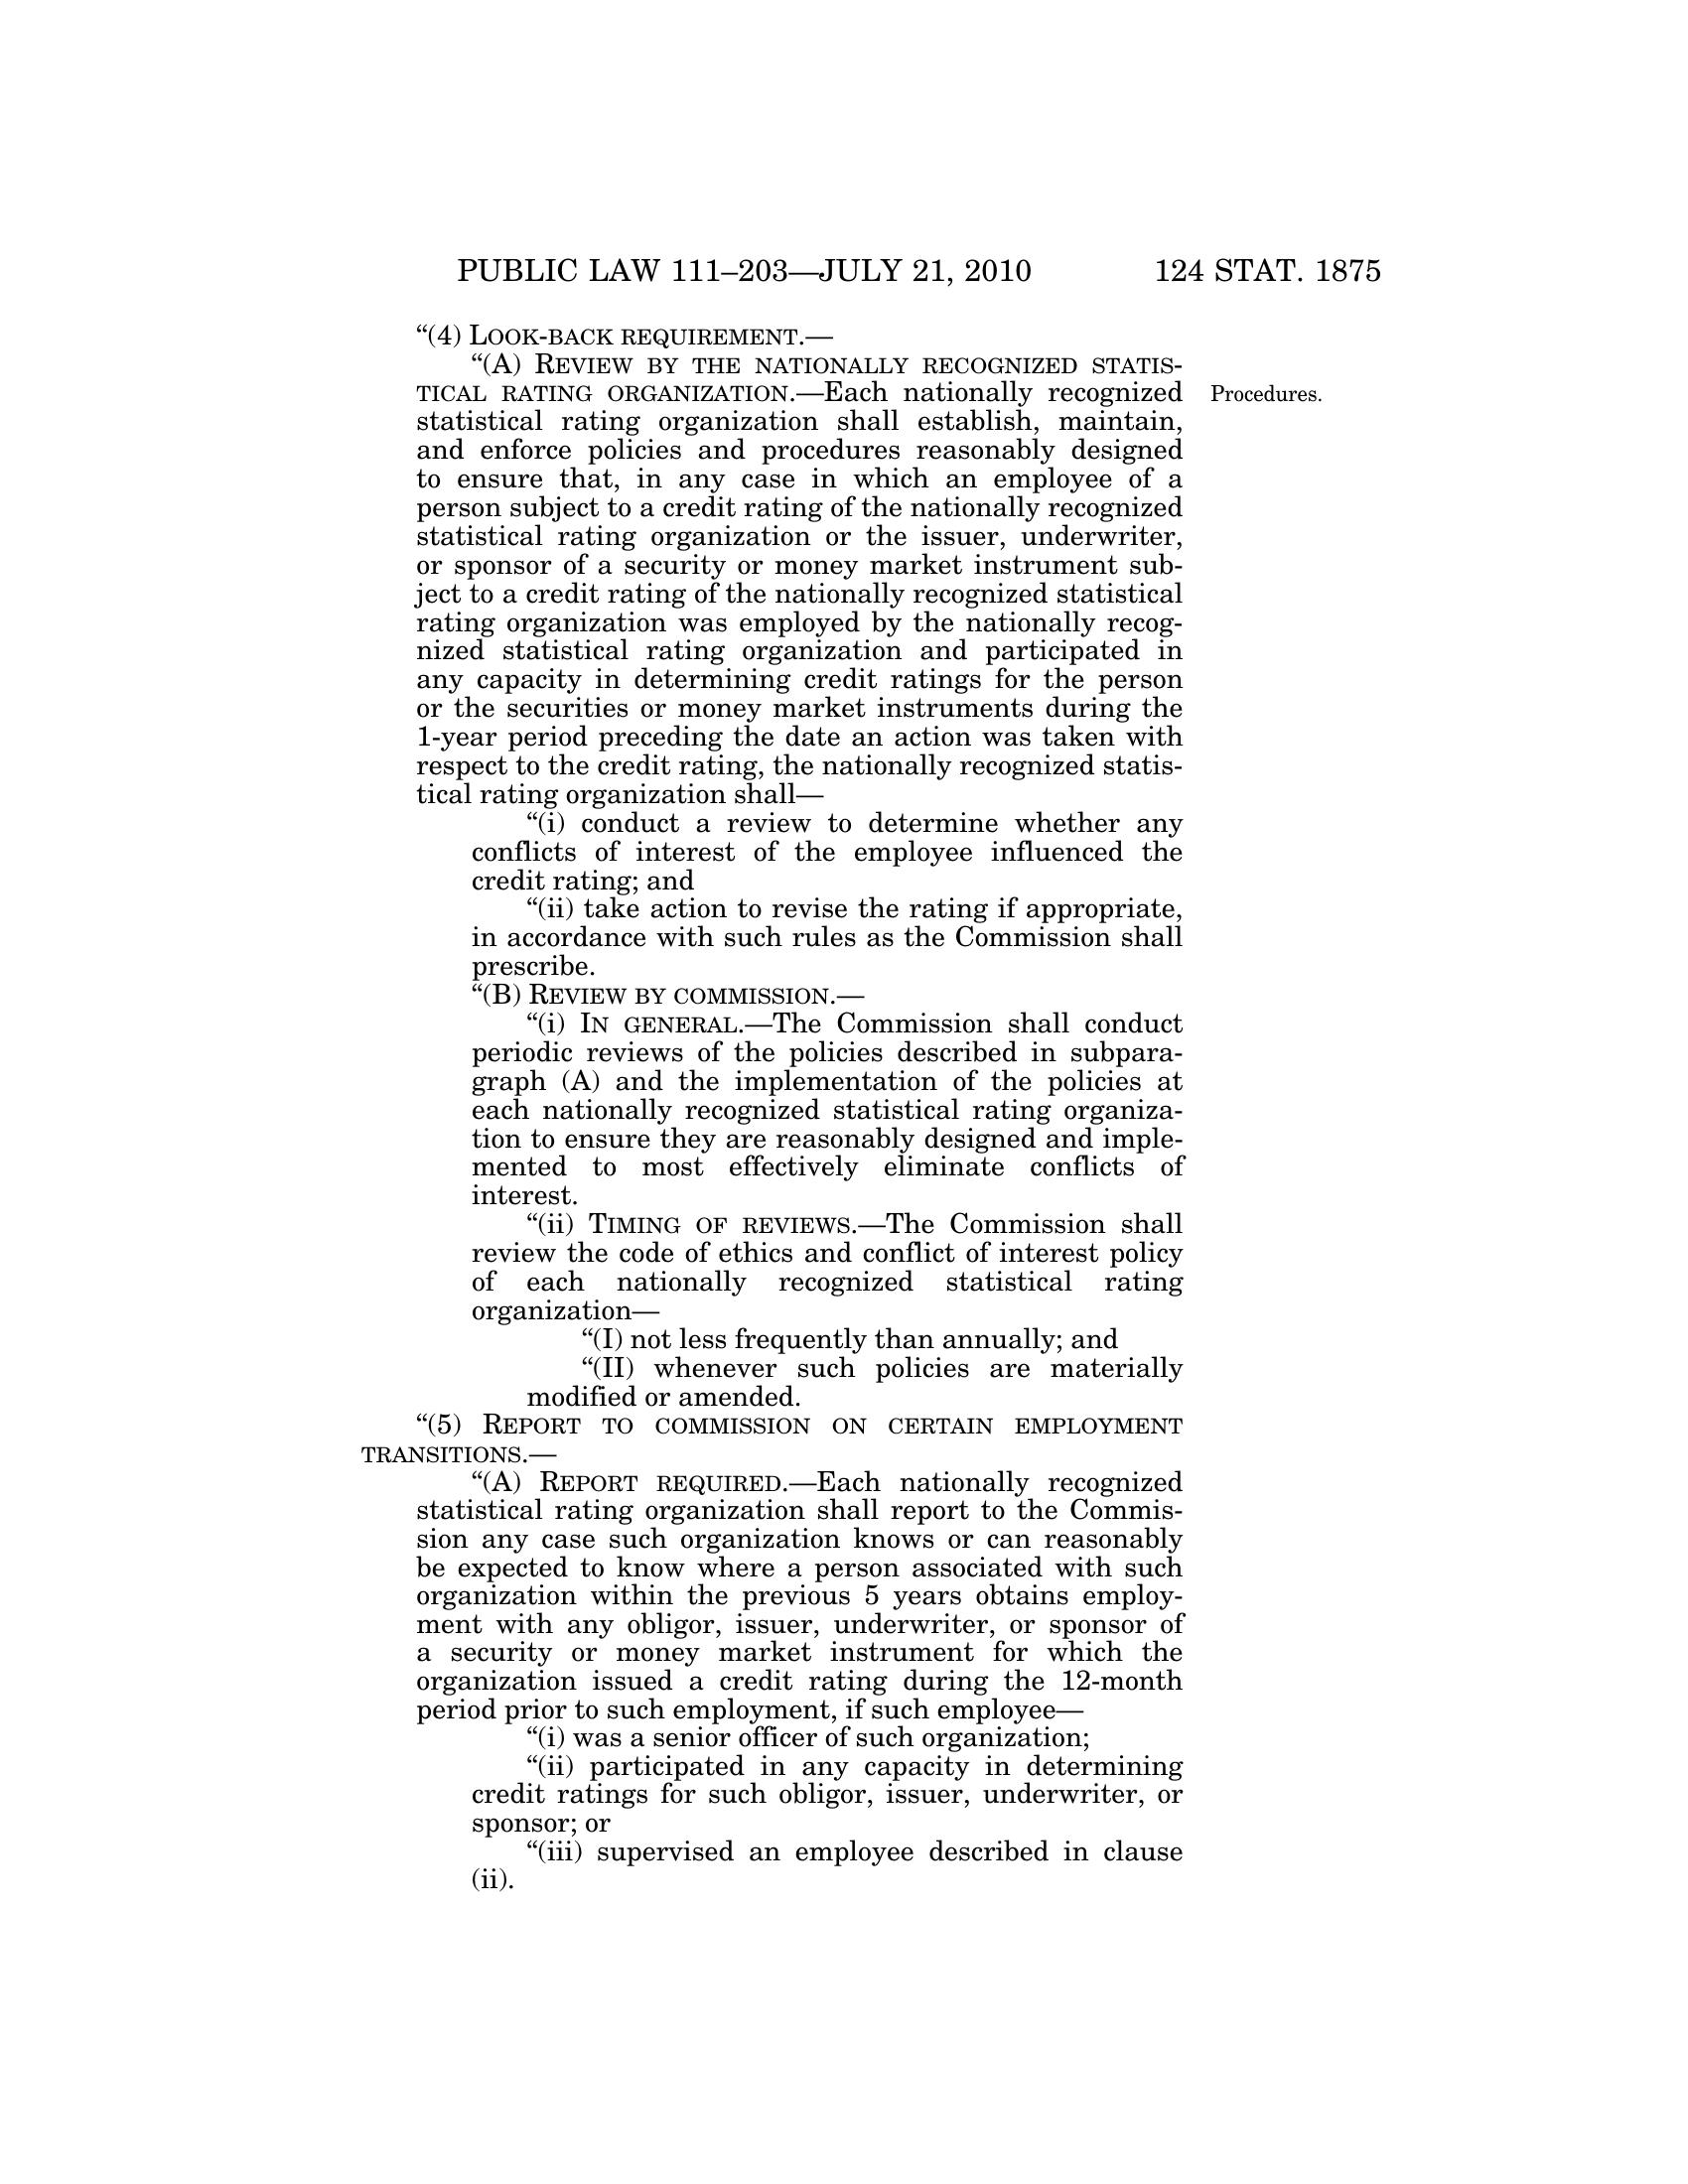 PUBLIC LAW 111–203—JULY 21, 2010 124 STAT. 1875
“(4) LOOK-BACK REQUIREMENT.—
“(A) REVIEW BY THE NATIONALLY RECOGNIZED STATIS-
TICAL RATING ORGANIZATION.—Each nationally recognized
Procedures.
statistical rating organization shall establish, maintain,
and enforce policies and procedures reasonably designed
to ensure that, in any case in which an employee of a
person subject to a credit rating of the nationally recognized
statistical rating organization or the issuer, underwriter,
or sponsor of a security or money market instrument sub-
ject to a credit rating of the nationally recognized statistical
rating organization was employed by the nationally recog-
nized statistical rating organization and participated in
any capacity in determining credit ratings for the person
or the securities or money market instruments during the
1-year period preceding the date an action was taken with
respect to the credit rating, the nationally recognized statis-
tical rating organization shall—
“(i) conduct a review to determine whether any
conflicts of interest of the employee influenced the
credit rating; and
“(ii) take action to revise the rating if appropriate,
in accordance with such rules as the Commission shall
prescribe.
“(B) REVIEW BY COMMISSION.—
“(i) IN GENERAL.—The Commission shall conduct
periodic reviews of the policies described in subpara-
graph (A) and the implementation of the policies at
each nationally recognized statistical rating organiza-
tion to ensure they are reasonably designed and imple-
mented to most effectively eliminate conflicts of
interest.
“(ii) TIMING OF REVIEWS.—The Commission shall
review the code of ethics and conflict of interest policy
of each nationally recognized statistical rating
organization—
“(I) not less frequently than annually; and
“(II) whenever such policies are materially
modified or amended.
“(5) REPORT TO COMMISSION ON CERTAIN EMPLOYMENT
TRANSITIONS.—
“(A) REPORT REQUIRED.—Each nationally recognized
statistical rating organization shall report to the Commis-
sion any case such organization knows or can reasonably
be expected to know where a person associated with such
organization within the previous 5 years obtains employ-
ment with any obligor, issuer, underwriter, or sponsor of
a security or money market instrument for which the
organization issued a credit rating during the 12-month
period prior to such employment, if such employee—
“(i) was a senior officer of such organization;
“(ii) participated in any capacity in determining
credit ratings for such obligor, issuer, underwriter, or
sponsor; or
“(iii) supervised an employee described in clause
(ii).